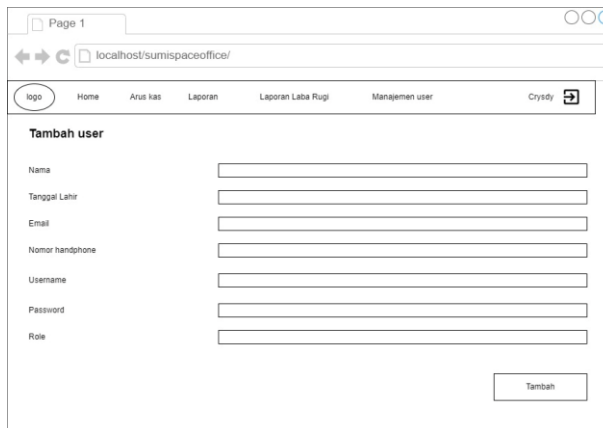 Page 1
localhost/sumispaceoffice/
logo Home Arus kas Laporan Laporan Laba Rugi Manajemen user Crysdy
Tambah user
Nama
Tanggal Lahir
Email
Nomor handphone
Username
Password
Role
Tambah